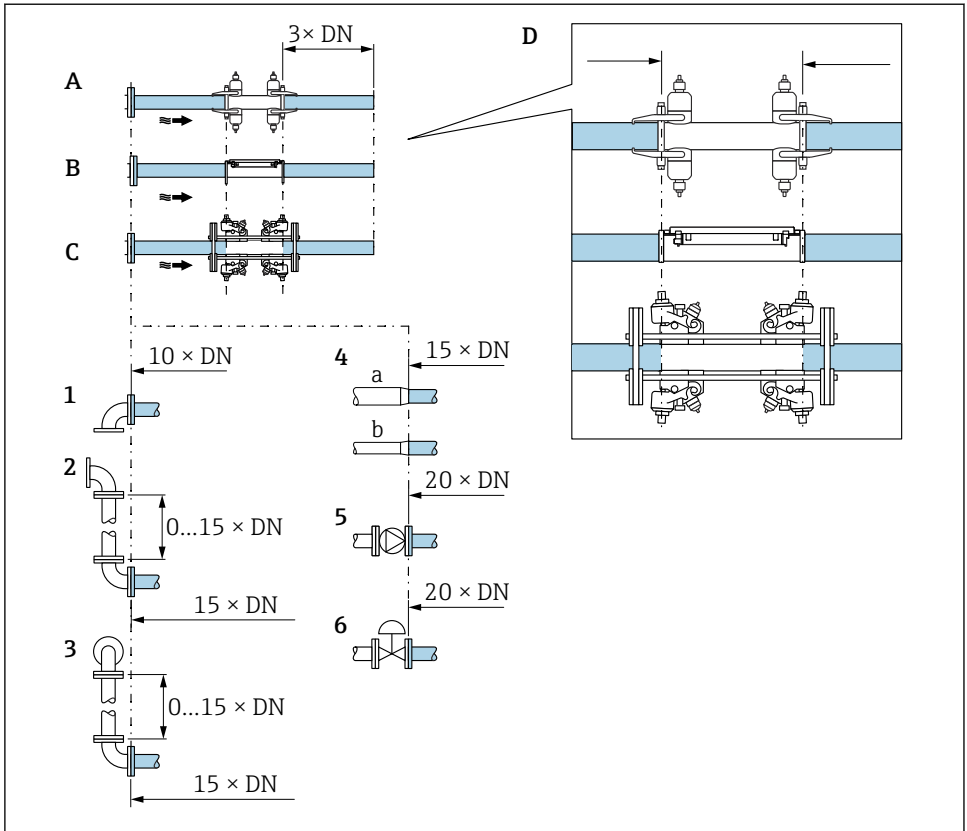 3× DN
D
A
B
C
10 × DN
4
15 × DN
1
a
b
2
20 × DN
0...15 × DN
5
15 × DN
20 × DN
3
6
0...15 × DN
15 × DN